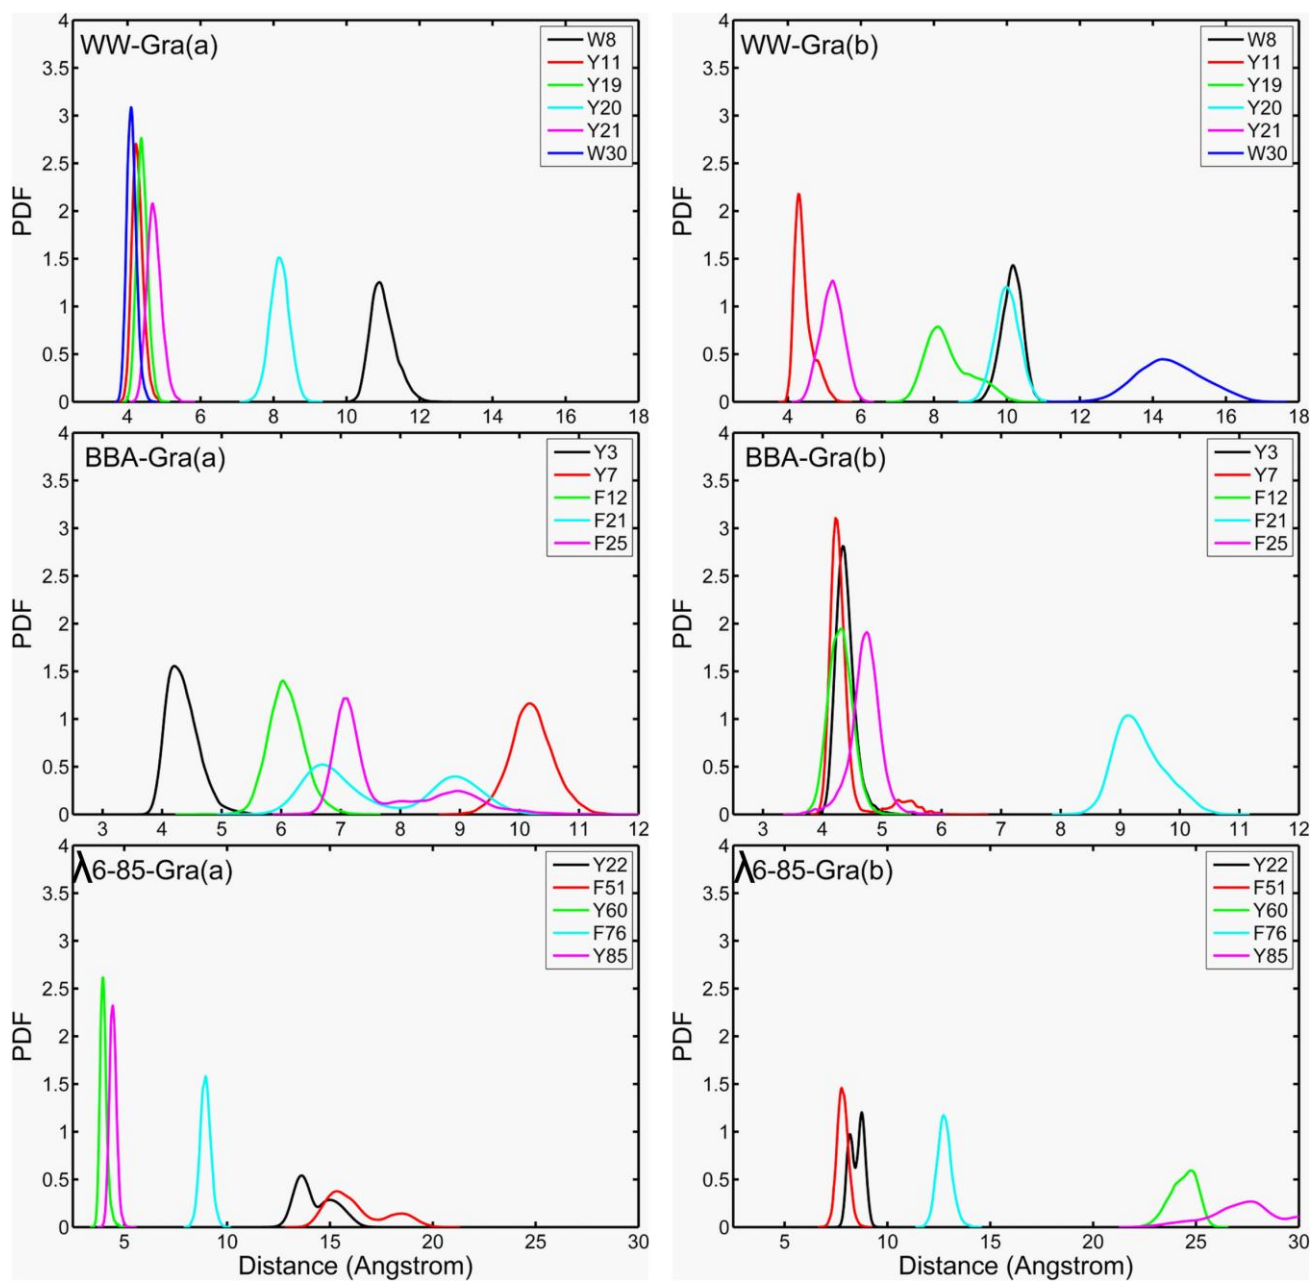 WW-Gra(a)
W8
Y11
Y19
Y20
Y21
W30
PDF
4
3.5
3
2.5
2
1.5
1
0.5
0
4 6 8 10 12 14 16 18
WW-Gra(b)
W8
Y11
Y19
Y20
Y21
W30
PDF
4
3.5
3
2.5
2
1.5
1
0.5
0
4 6 8 10 12 14 16 18
BBA-Gra(a)
Y3
Y7
F12
F21
F25
PDF
4
3.5
3
2.5
2
1.5
1
0.5
0
3 4 5 6 7 8 9 10 11 12
BBA-Gra(b)
Y3
Y7
F12
F21
F25
PDF
4
3.5
3
2.5
2
1.5
1
0.5
0
3 4 5 6 7 8 9 10 11 12
λ6-85-Gra(a)
Y22
F51
Y60
F76
Y85
PDF
4
3.5
3
2.5
2
1.5
1
0.5
0
5 10 15 20 25 30
Distance (Angstrom)
λ6-85-Gra(b)
Y22
F51
Y60
F76
Y85
PDF
4
3.5
3
2.5
2
1.5
1
0.5
0
5 10 15 20 25 30
Distance (Angstrom)